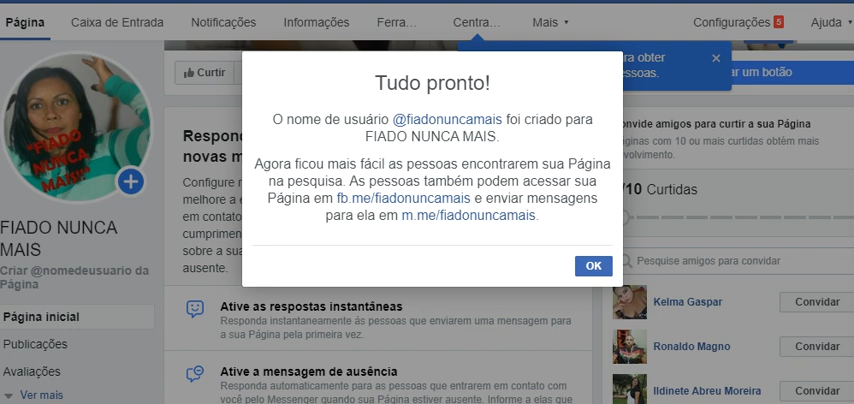 Página Caixa de Entrada Notificações Informações Ferra... Centra... Mais Configurações 5 Ajuda
Curtir
ra obter
essoas.
ar um botão
"FIADO
NUNCA
MAIS!"
FIADO NUNCA
MAIS
Criar @nomedeusuario da
Página
Página inicial
Publicações
Avaliações
Ver mais
Respon
novas m
Configure r
melhore a e
em contato
cumprimen
sobre a sua
ausente.
Tudo pronto!
O nome de usuário @fiadonuncamais foi criado para
FIADO NUNCA MAIS.
Agora ficou mais fácil as pessoas encontrarem sua Página
na pesquisa. As pessoas também podem acessar sua
Página em fb.me/fiadonuncamais e enviar mensagens
para ela em m.me/fiadonuncamais.
OK
Ative as respostas instantâneas
Responda instantaneamente às pessoas que enviarem uma mensagem para
a sua Página pela primeira vez.
Ative a mensagem de ausência
Responda automaticamente para as pessoas que entrarem em contato com
você pelo Messenger quando sua Página estiver ausente. Informe a elas que
nvide amigos para curtir a sua Página
áginas com 10 ou mais curtidas obtêm mais
volvimento.
/10 Curtidas
Pesquise amigos para convidar
Kelma Gaspar Convidar
Ronaldo Magno Convidar
Ildinete Abreu Moreira Convidar